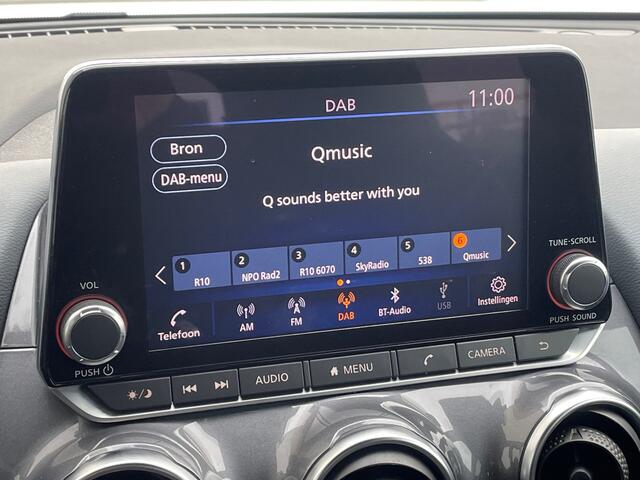 DAB
11:00
Bron
Qmusic
DAB-menu
Q sounds better with you
1 R10
2 NPO Rad2
3 R10 6070
4 SkyRadio
5 538
6 Qmusic
Telefoon
AM
FM
DAB
BT-Audio
USB
Instellingen
VOL
PUSH
TUNE·SCROLL
PUSH SOUND
AUDIO
MENU
CAMERA